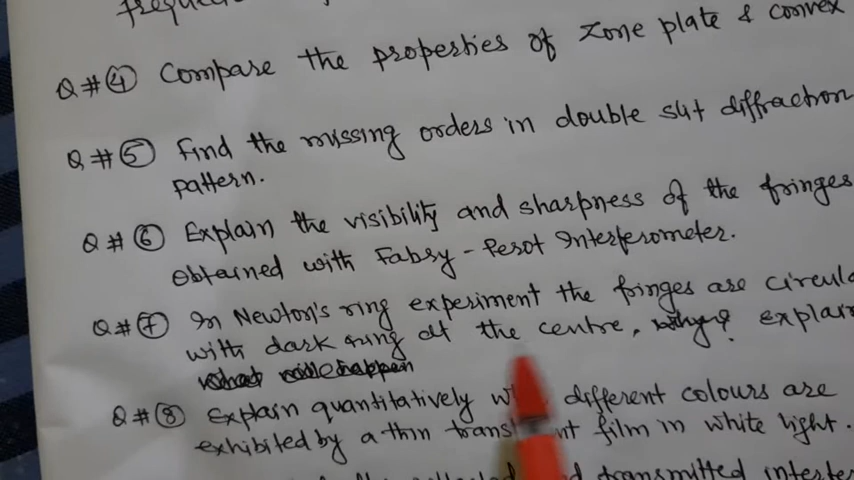 Q # ④ Compare the properties of Zone plate & convex
Q # ⑤ Find the missing orders in double slit diffraction
pattern.
Q # ⑥ Explain the visibility and sharpness of the fringes
obtained with Fabry - Perot Interferometer.
Q # ⑦ In Newton's ring experiment the fringes are
with dark ring at the centre, why?
Q # ⑧ Explain quantitatively different colours are
exhibited by a thin film in white light.
transmitted